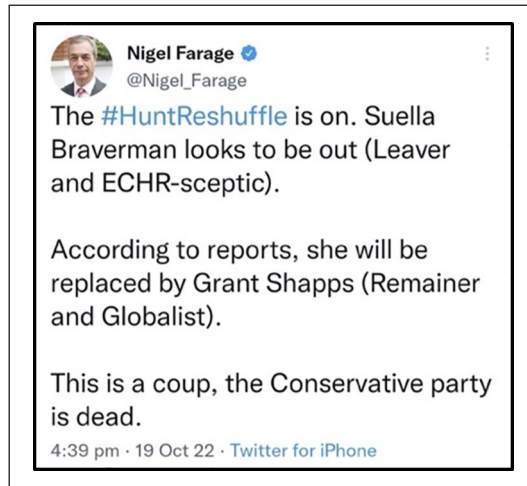 Nigel Farage
@Nigel_Farage
The #HuntReshuffle is on. Suella
Braverman looks to be out (Leaver
and ECHR-sceptic).
According to reports, she will be
replaced by Grant Shapps (Remainer
and Globalist).
This is a coup, the Conservative party
is dead.
4:39 pm · 19 Oct 22 · Twitter for iPhone